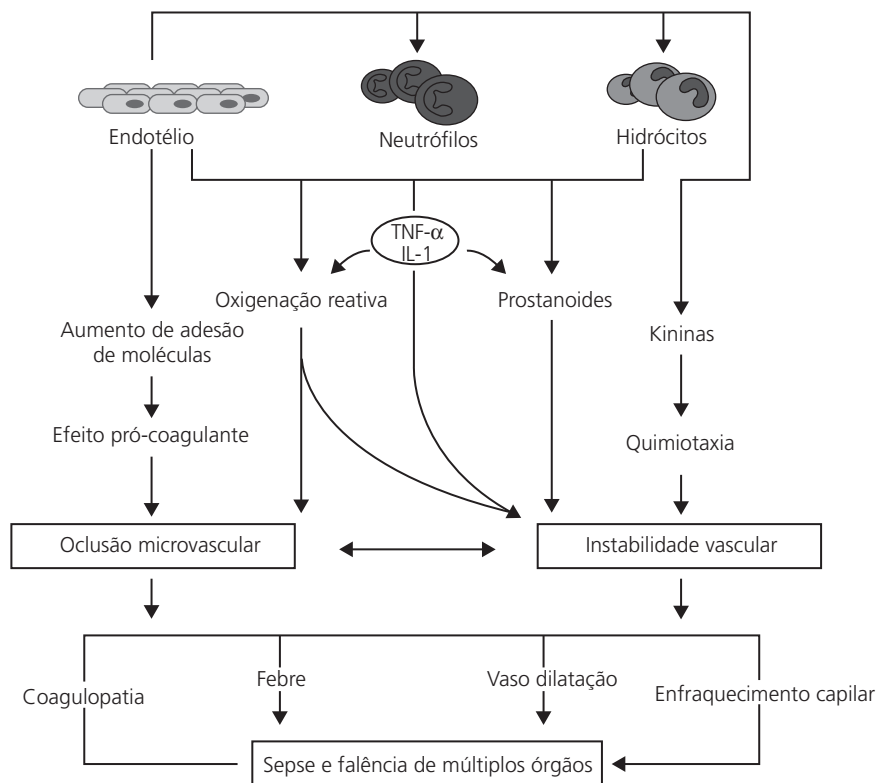 Endotélio
Neutrófilos
Hidrócitos
TNF-α
IL-1
Oxigenação reativa
Prostanoides
Aumento de adesão
de moléculas
Kininas
Efeito pró-coagulante
Quimiotaxia
Oclusão microvascular
Instabilidade vascular
Coagulopatia
Febre
Vaso dilatação
Enfraquecimento capilar
Sepse e falência de múltiplos órgãos